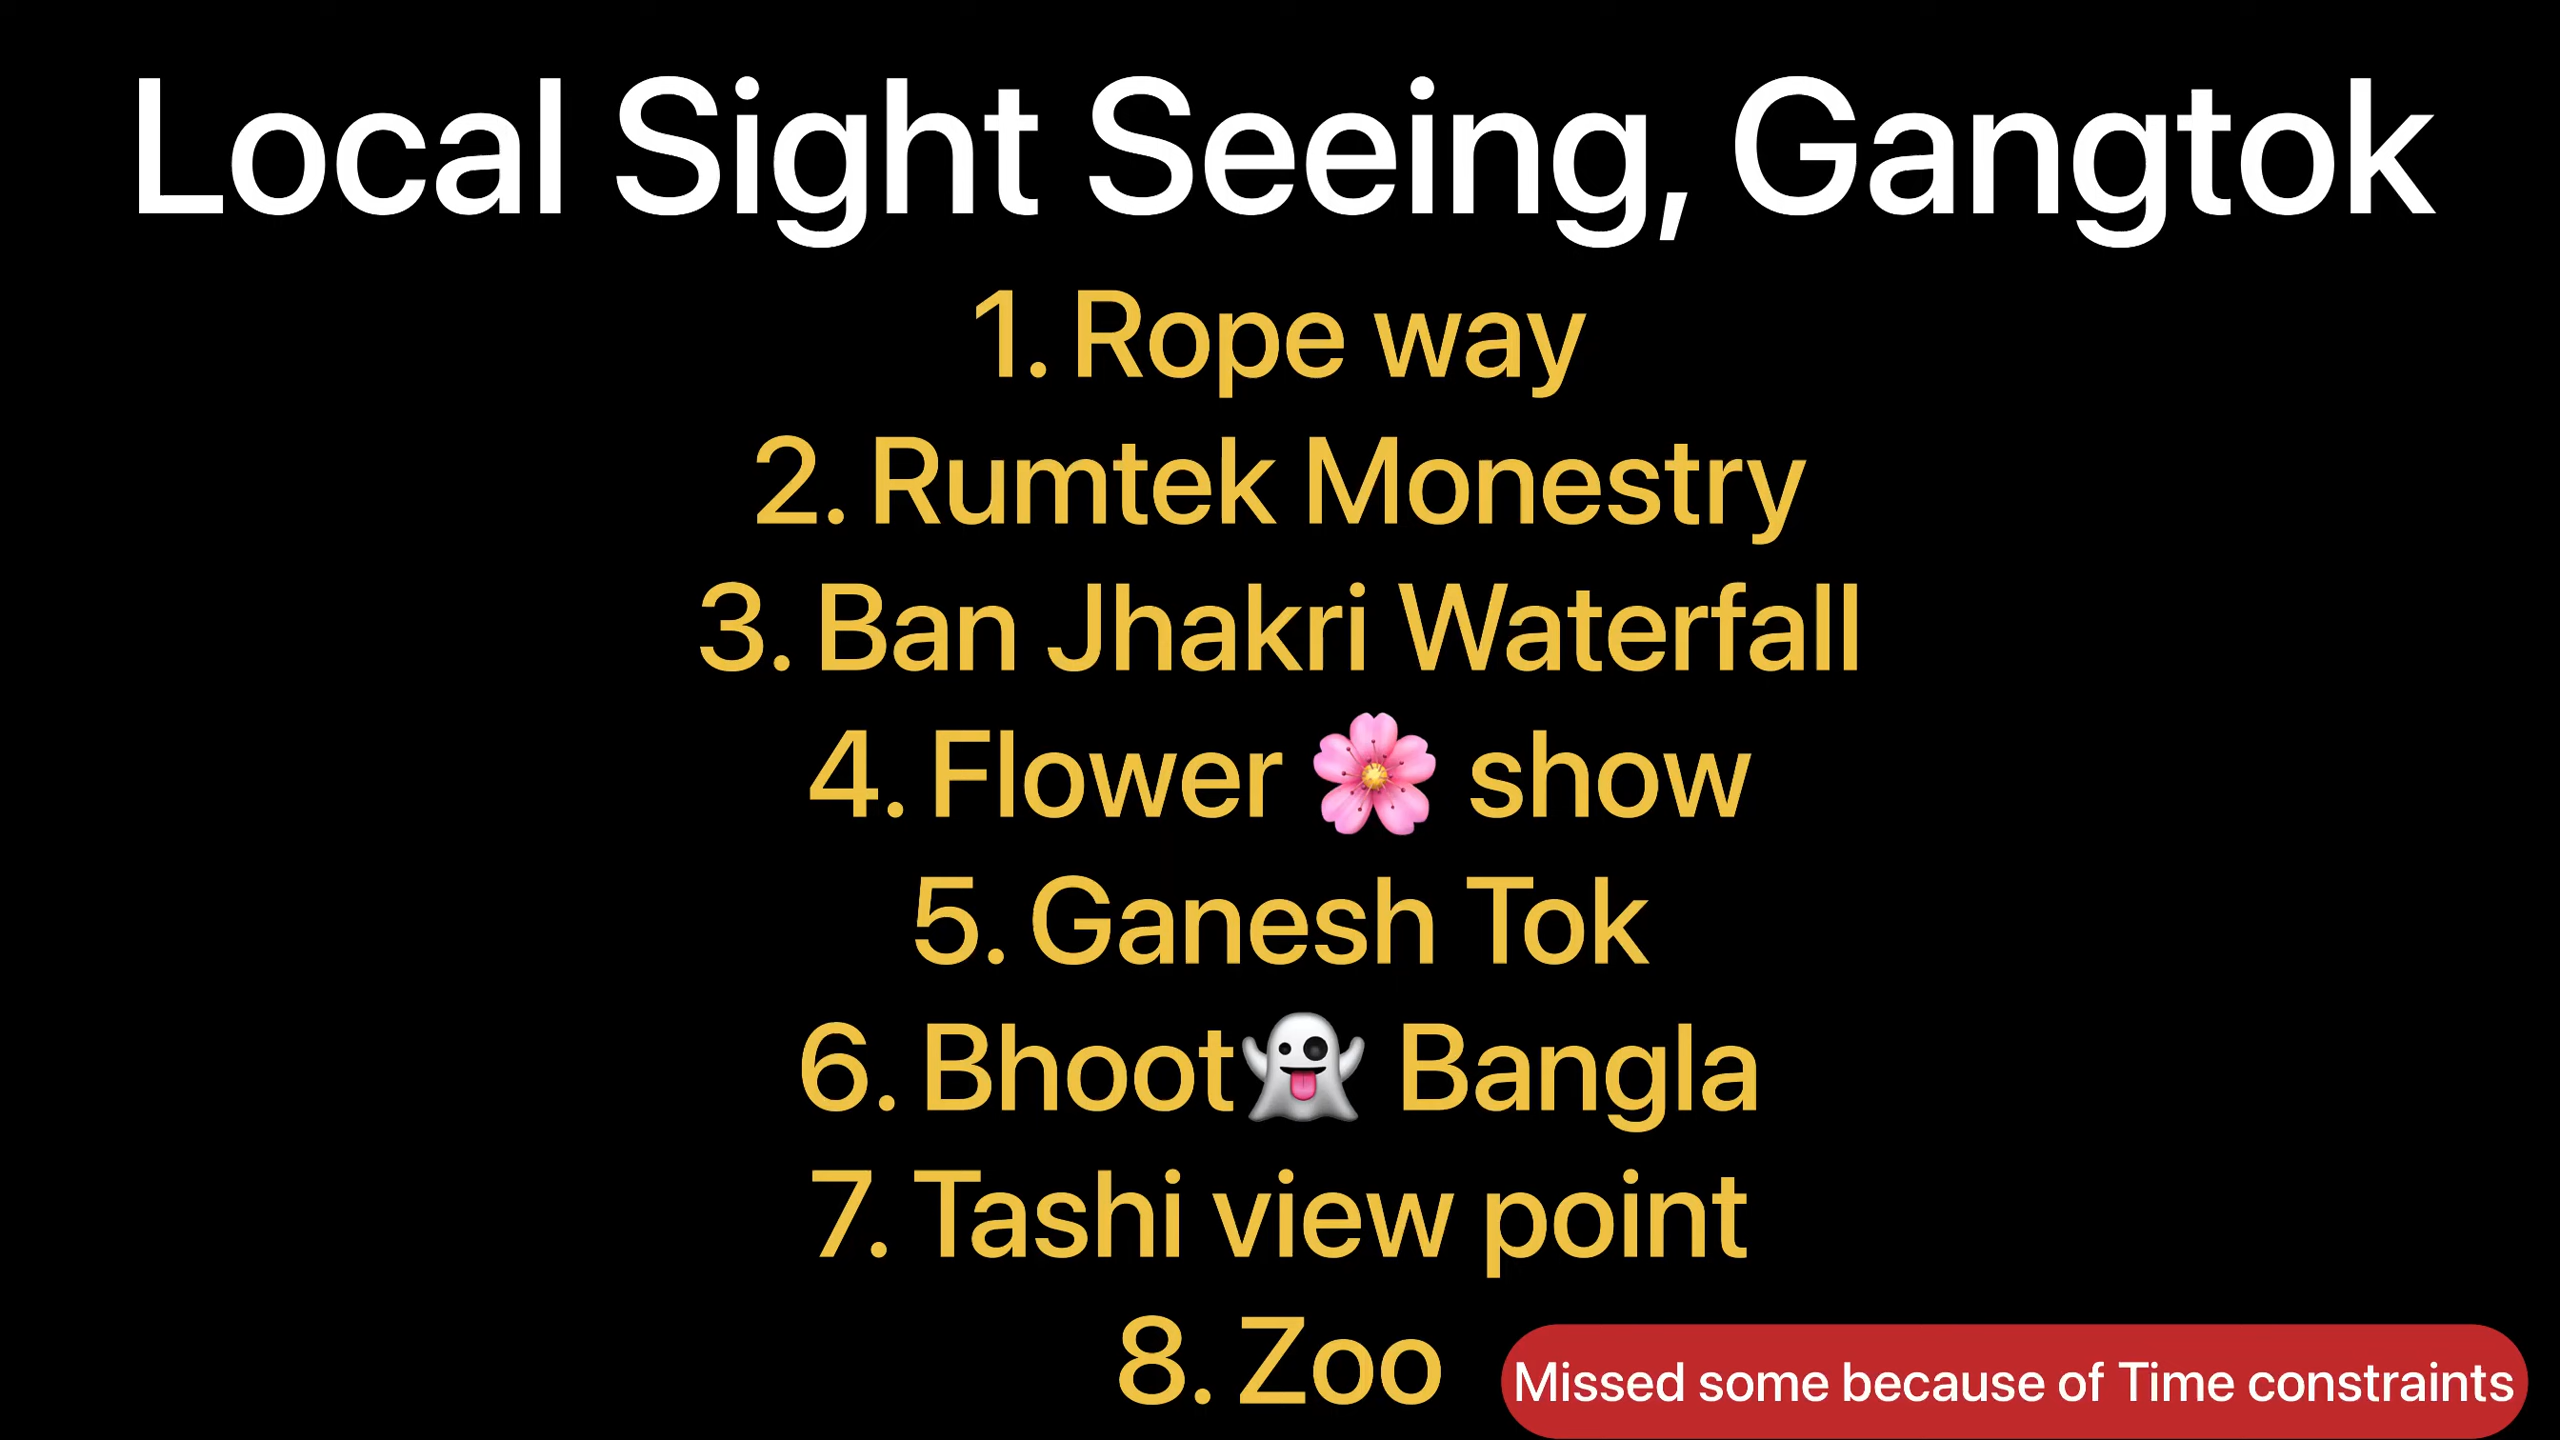 Local Sight Seeing, Gangtok
1. Rope way
2. Rumtek Monestry
3. Ban Jhakri Waterfall
4. Flower 🌸 show
5. Ganesh Tok
6. Bhoot👻 Bangla
7. Tashi view point
8. Zoo
Missed some because of Time constraints